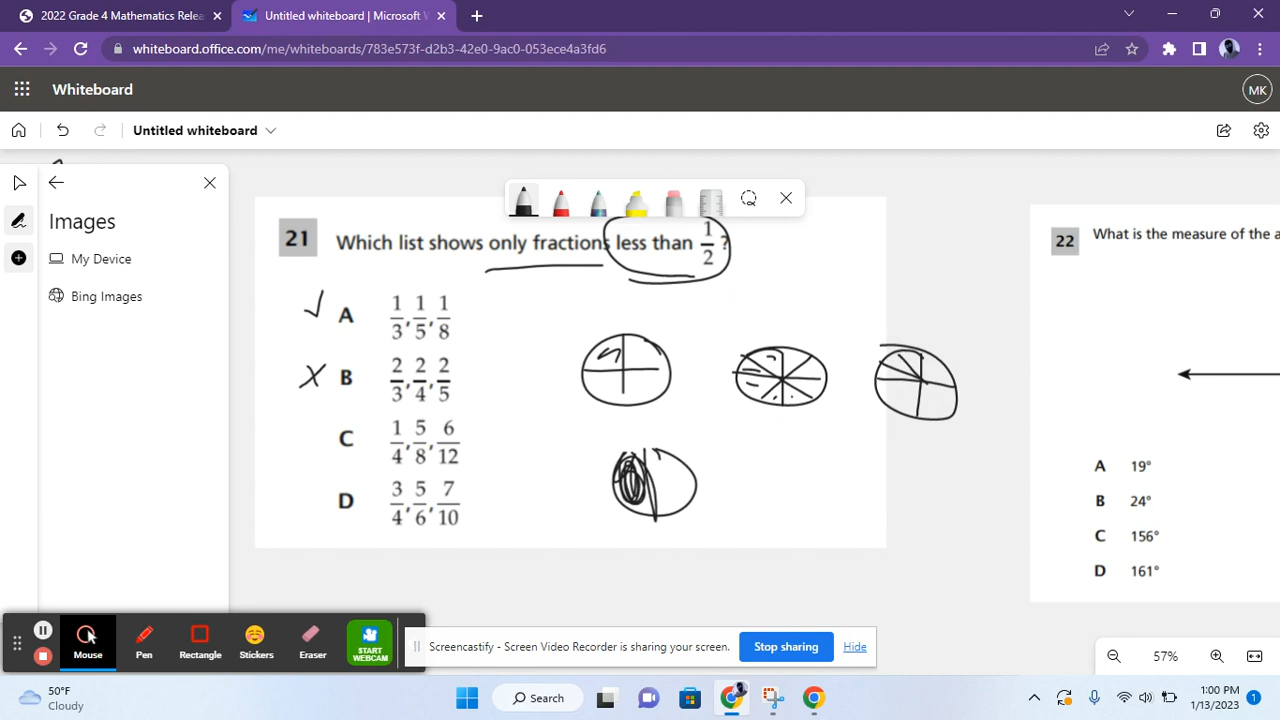 2022 Grade 4 Mathematics Relea
Untitled whiteboard | Microsoft W
whiteboard.office.com/me/whiteboards/783e573f-d2b3-42e0-9ac0-053ece4a3fd6
Whiteboard
MK
Untitled whiteboard
Images
My Device
Bing Images
21 Which list shows only fractions less than 1/2 ?
A 1/3, 1/5, 1/8
B 2/3, 2/4, 2/5
C 1/4, 5/8, 6/12
D 3/4, 5/6, 7/10
22 What is the measure of the a
A 19°
B 24°
C 156°
D 161°
Mouse
Pen
Rectangle
Stickers
Eraser
START WEBCAM
Screencastify - Screen Video Recorder is sharing your screen.
Stop sharing
Hide
57%
50°F
Cloudy
Search
1:00 PM
1/13/2023
1